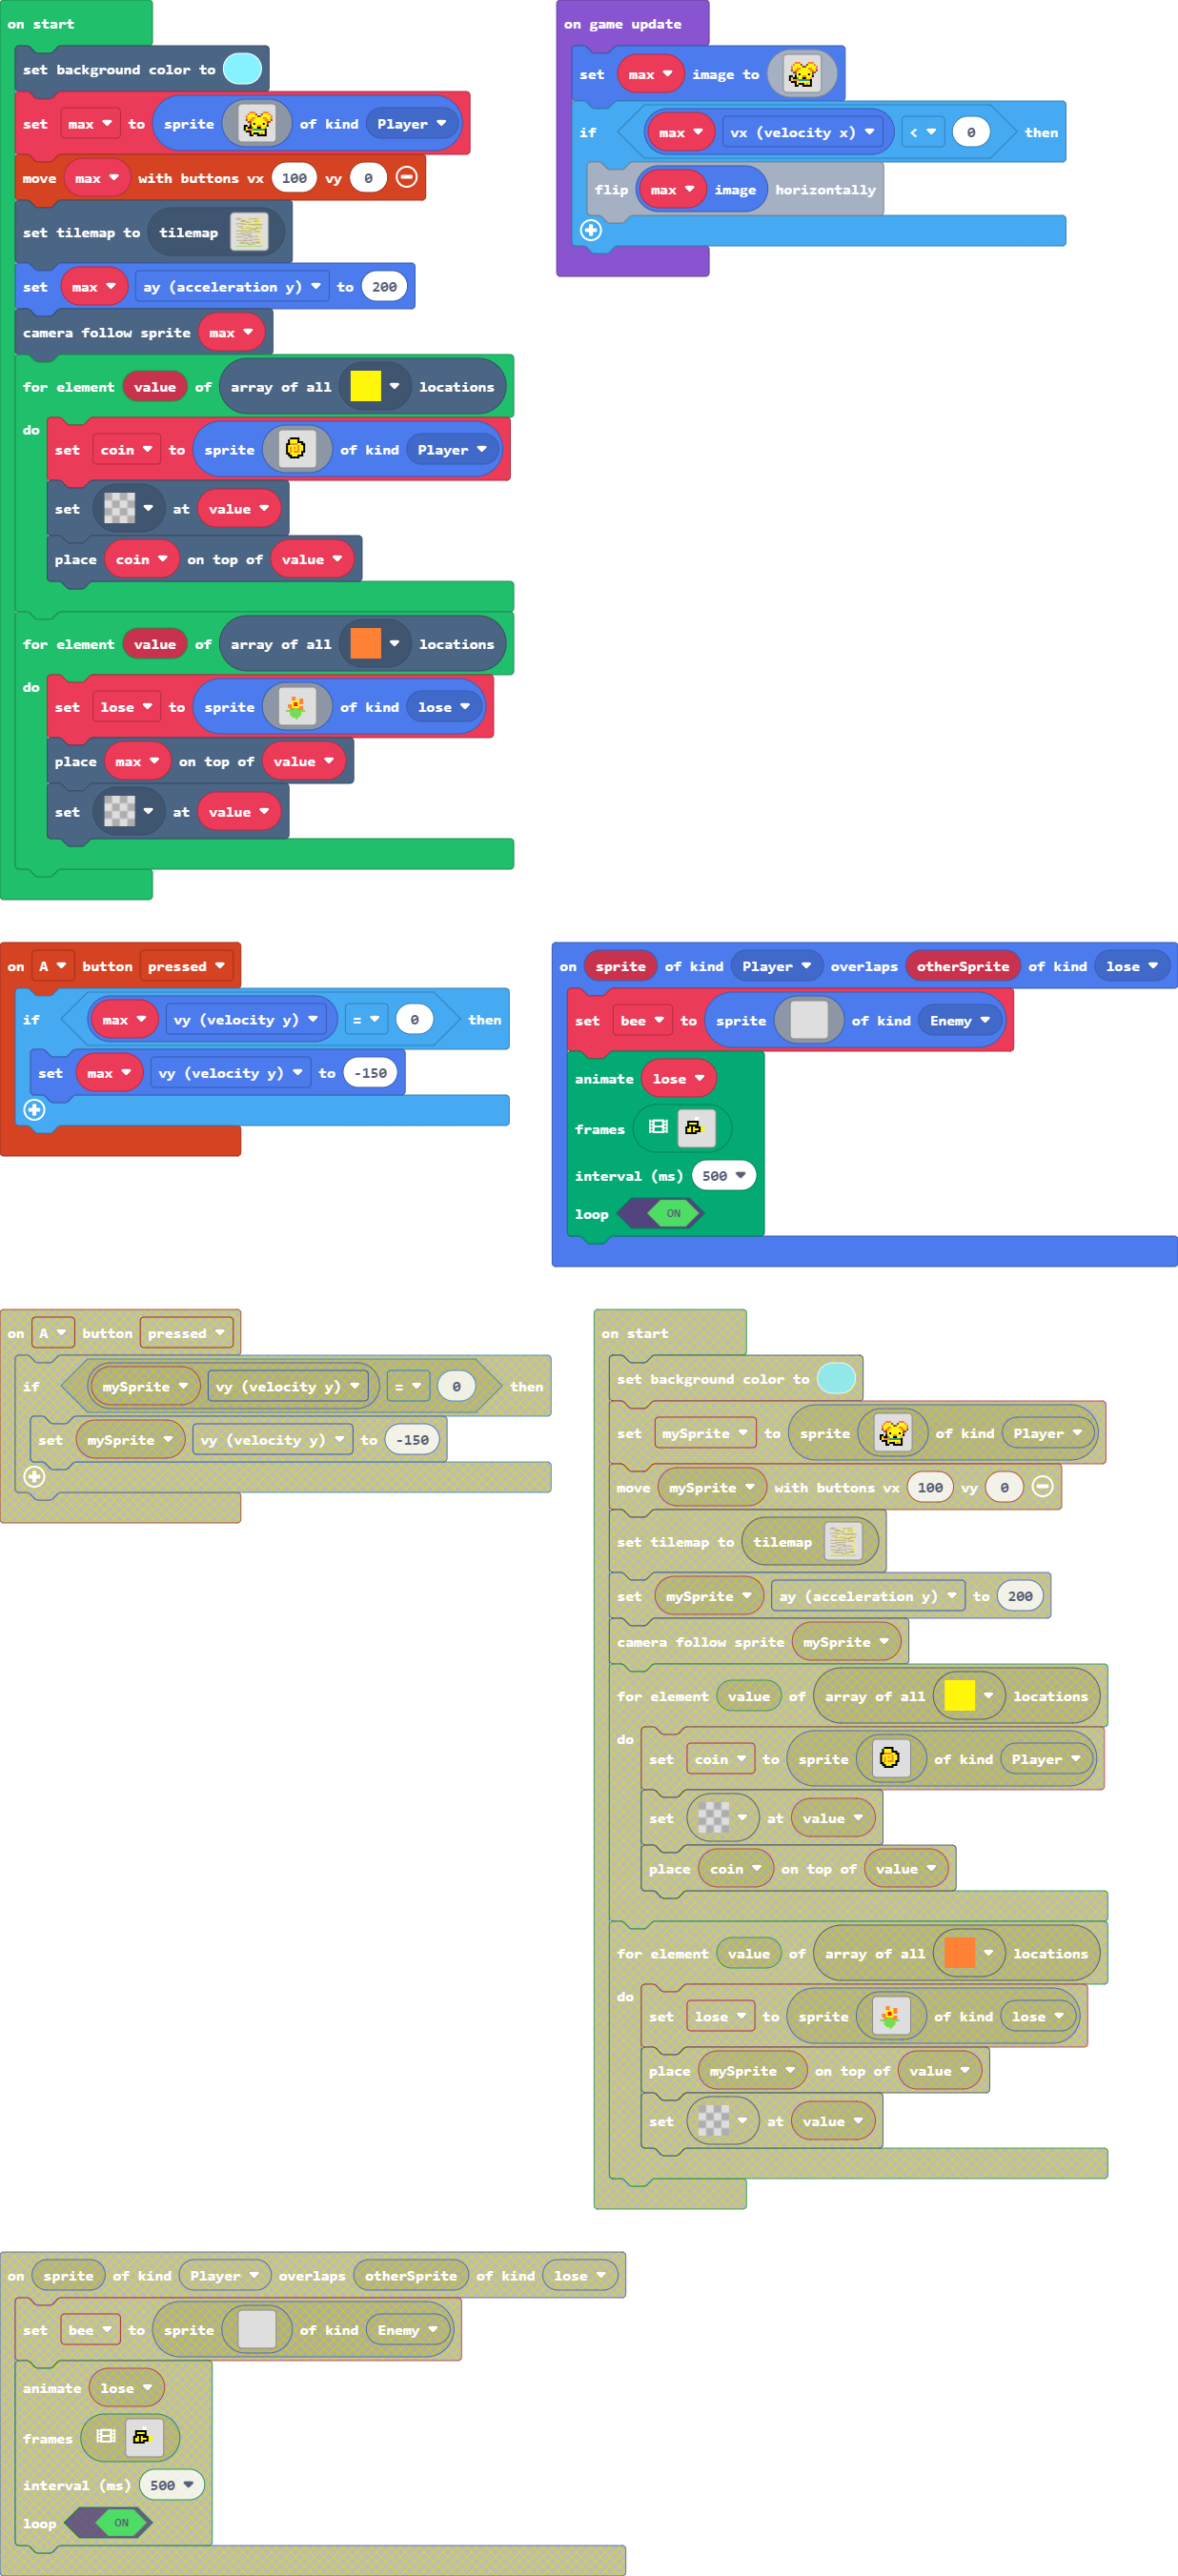 on start
set background color to
set max to sprite of kind Player
move max with buttons vx 100 vy 0
set tilemap to tilemap
set max ay (acceleration y) to 200
camera follow sprite max
for element value of array of all locations
do
set coin to sprite of kind Player
set at value
place coin on top of value
for element value of array of all locations
do
set lose to sprite of kind lose
place max on top of value
set at value
on game update
set max image to
if max vx (velocity x) < 0 then
flip max image horizontally
on A button pressed
if max vy (velocity y) = 0 then
set max vy (velocity y) to -150
on sprite of kind Player overlaps otherSprite of kind lose
set bee to sprite of kind Enemy
animate lose
frames
interval (ms) 500
loop ON
on A button pressed
if mySprite vy (velocity y) = 0 then
set mySprite vy (velocity y) to -150
on start
set background color to
set mySprite to sprite of kind Player
move mySprite with buttons vx 100 vy 0
set tilemap to tilemap
set mySprite ay (acceleration y) to 200
camera follow sprite mySprite
for element value of array of all locations
do
set coin to sprite of kind Player
set at value
place coin on top of value
for element value of array of all locations
do
set lose to sprite of kind lose
place mySprite on top of value
set at value
on sprite of kind Player overlaps otherSprite of kind lose
set bee to sprite of kind Enemy
animate lose
frames
interval (ms) 500
loop ON